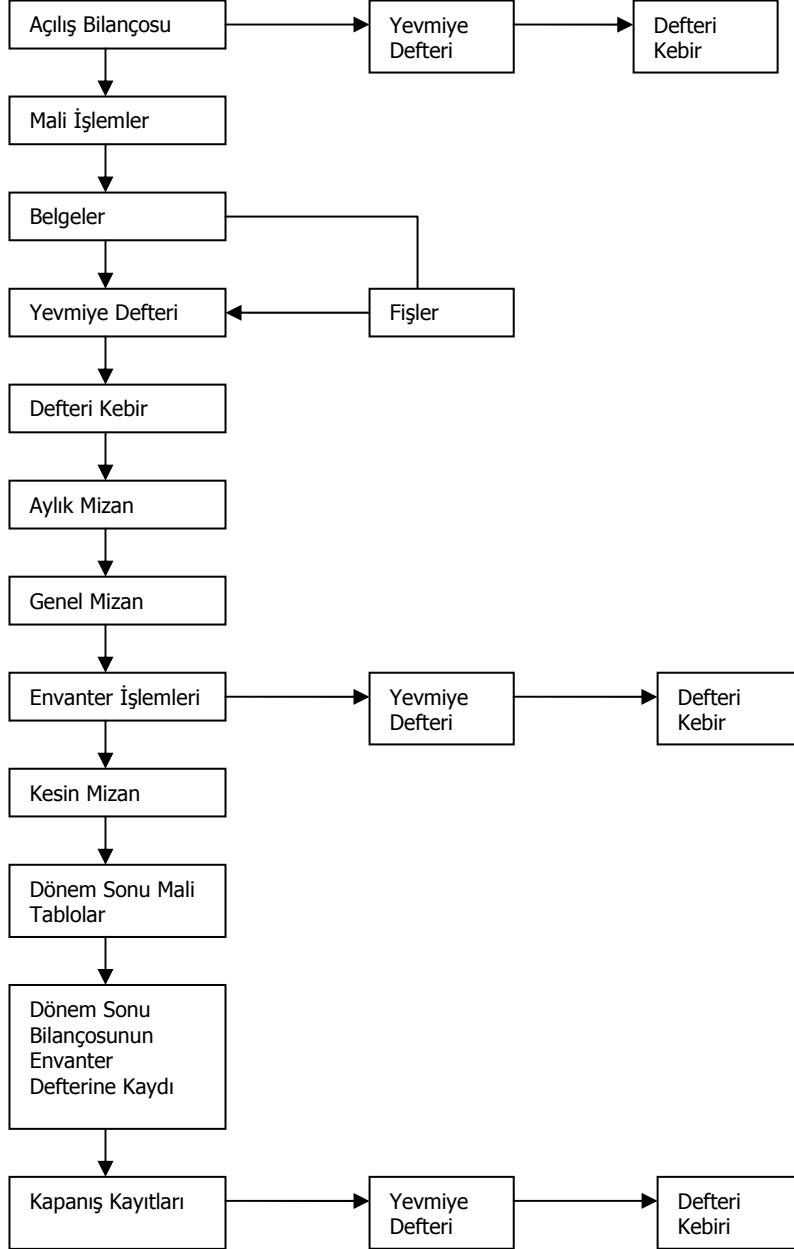 Açılış Bilançosu
Yevmiye
Defteri
Defteri
Kebir
Mali İşlemler
Belgeler
Yevmiye Defteri
Fişler
Defteri Kebir
Aylık Mizan
Genel Mizan
Envanter İşlemleri
Yevmiye
Defteri
Defteri
Kebir
Kesin Mizan
Dönem Sonu Mali
Tablolar
Dönem Sonu
Bilançosunun
Envanter
Defterine Kaydı
Kapanış Kayıtları
Yevmiye
Defteri
Defteri
Kebiri